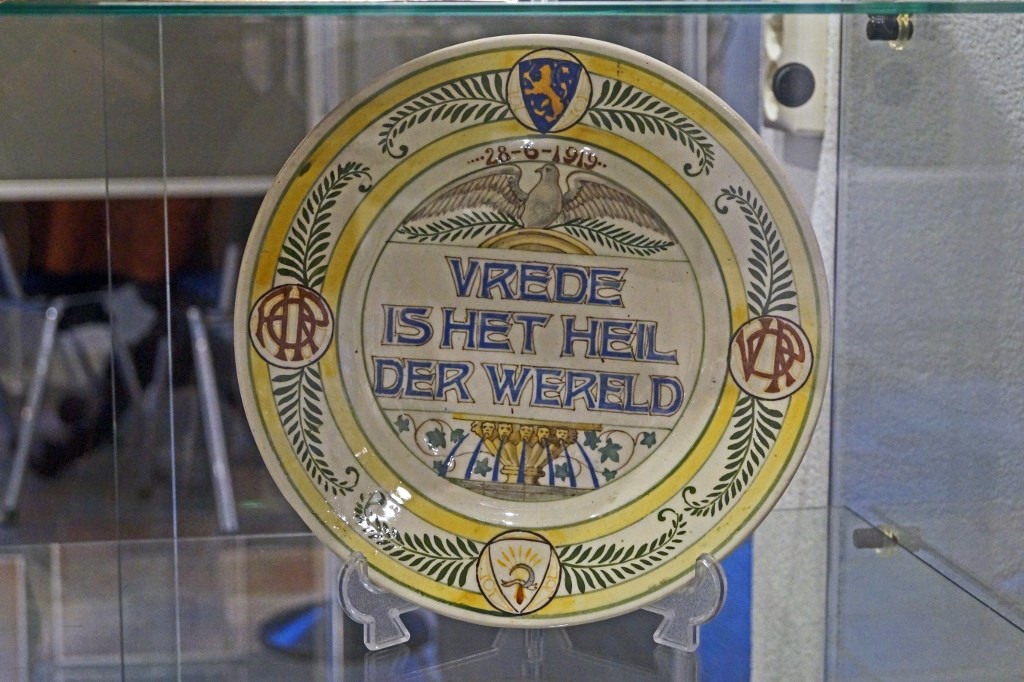 28-6-1919
VREDE
IS HET HEIL
DER WERELD